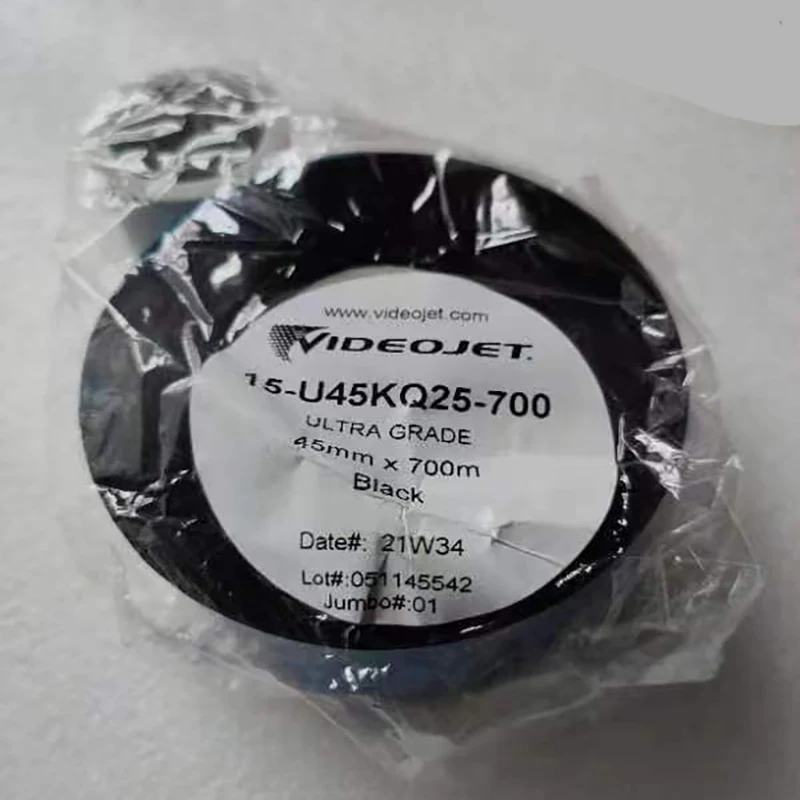 www.videojet.com
VIDEOJET.
15-U45KQ25-700
ULTRA GRADE
45mm x 700m
Black
Date#: 21W34
Lot#:051145542
Jumbo#:01